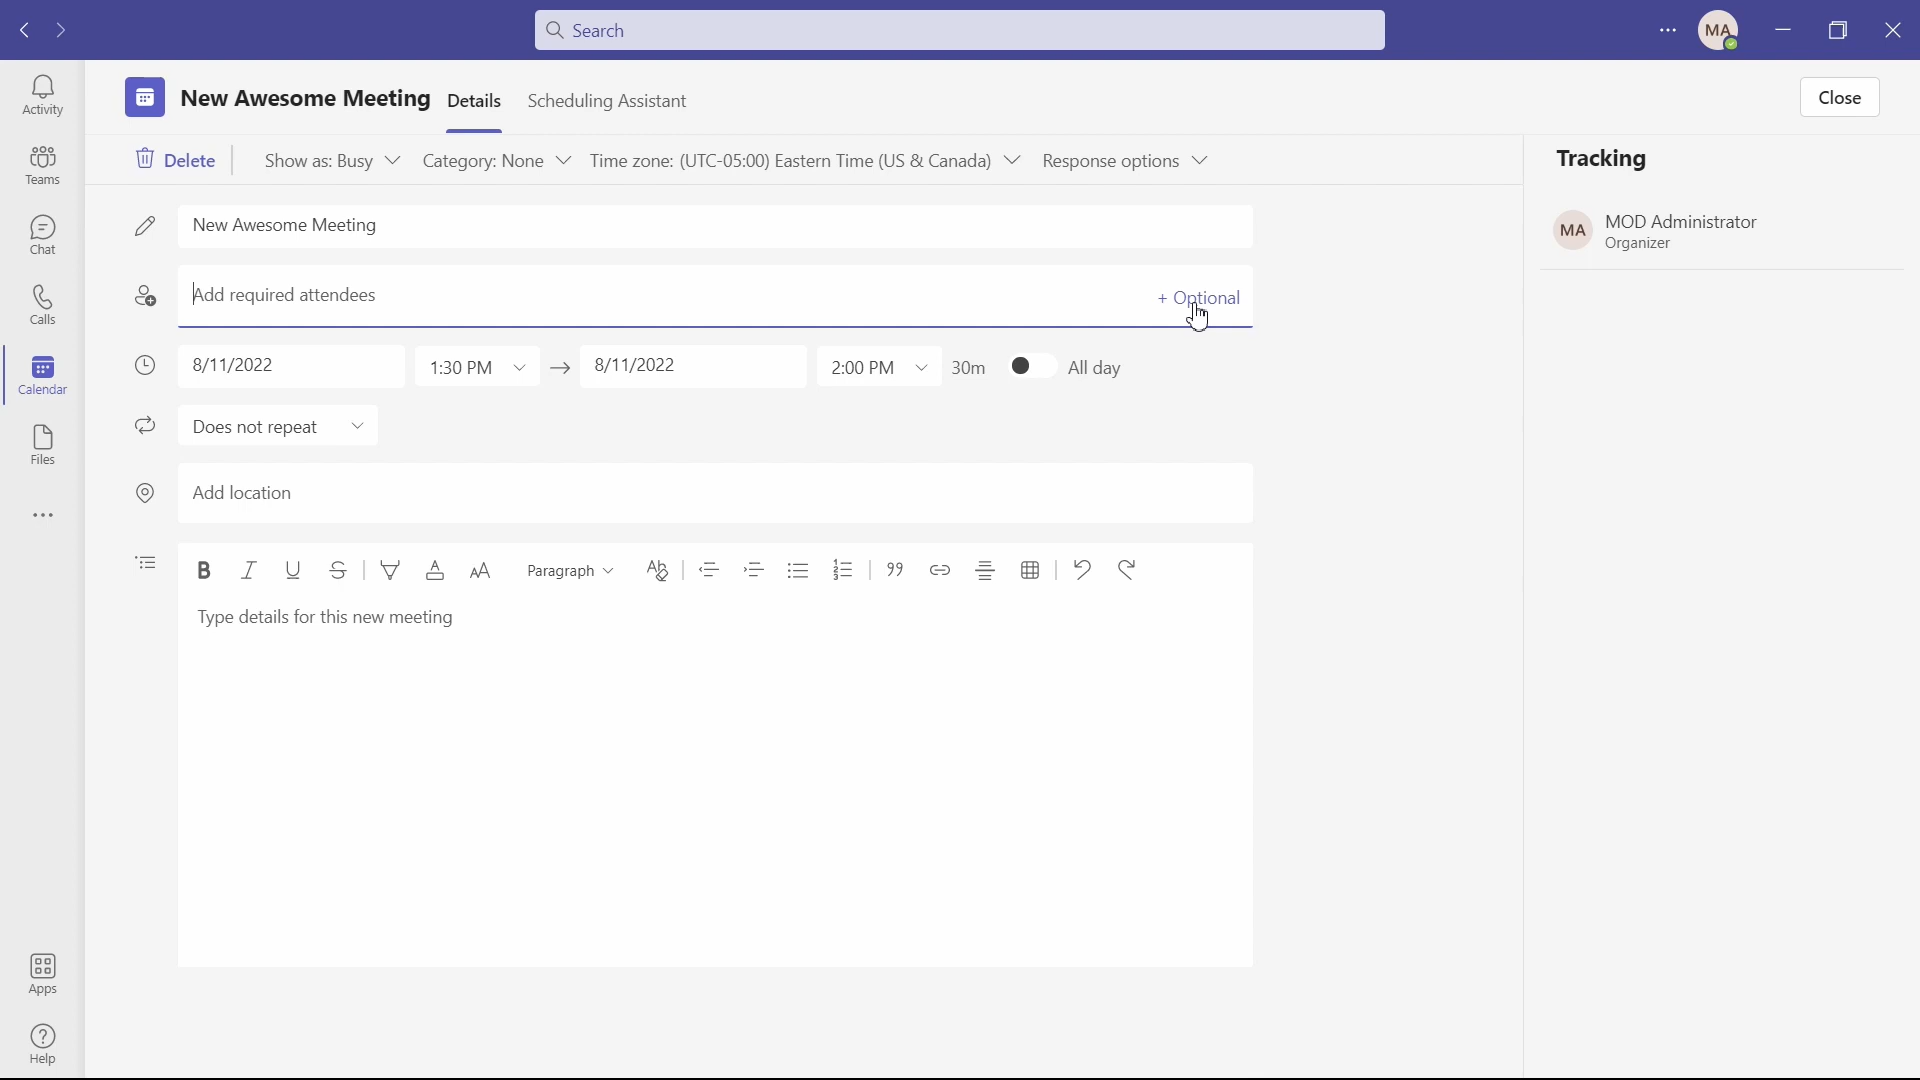 Search
MA
Activity
Teams
Chat
Calls
Calendar
Files
Apps
Help
New Awesome Meeting Details Scheduling Assistant Close
Delete Show as: Busy Category: None Time zone: (UTC-05:00) Eastern Time (US & Canada) Response options
New Awesome Meeting
Add required attendees + Optional
8/11/2022 1:30 PM → 8/11/2022 2:00 PM 30m All day
Does not repeat
Add location
Paragraph
Type details for this new meeting
Tracking
MA MOD Administrator
Organizer